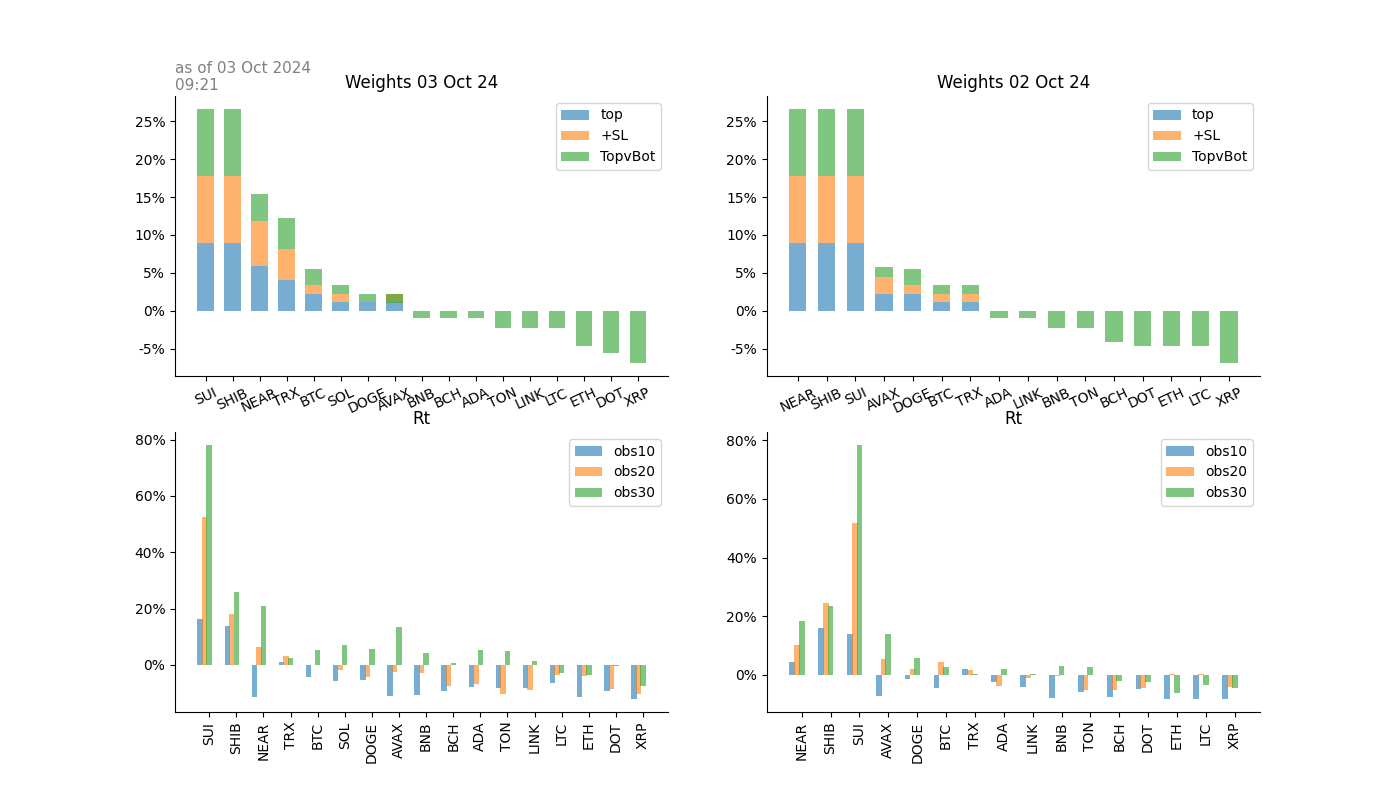 as of 03 Oct 2024
09:21
Weights 03 Oct 24
25%
20%
15%
10%
5%
0%
-5%
top
+SL
TopvBot
SUI SHIB NEAR TRX BTC SOL DOGE AVAX BNB BCH ADA TON LINK LTC ETH DOT XRP
Weights 02 Oct 24
25%
20%
15%
10%
5%
0%
-5%
top
+SL
TopvBot
NEAR SHIB SUI AVAX DOGE BTC TRX ADA LINK BNB TON BCH DOT ETH LTC XRP
Rt
80%
60%
40%
20%
0%
obs10
obs20
obs30
SUI SHIB NEAR TRX BTC SOL DOGE AVAX BNB BCH ADA TON LINK LTC ETH DOT XRP
Rt
80%
60%
40%
20%
0%
obs10
obs20
obs30
NEAR SHIB SUI AVAX DOGE BTC TRX ADA LINK BNB TON BCH DOT ETH LTC XRP